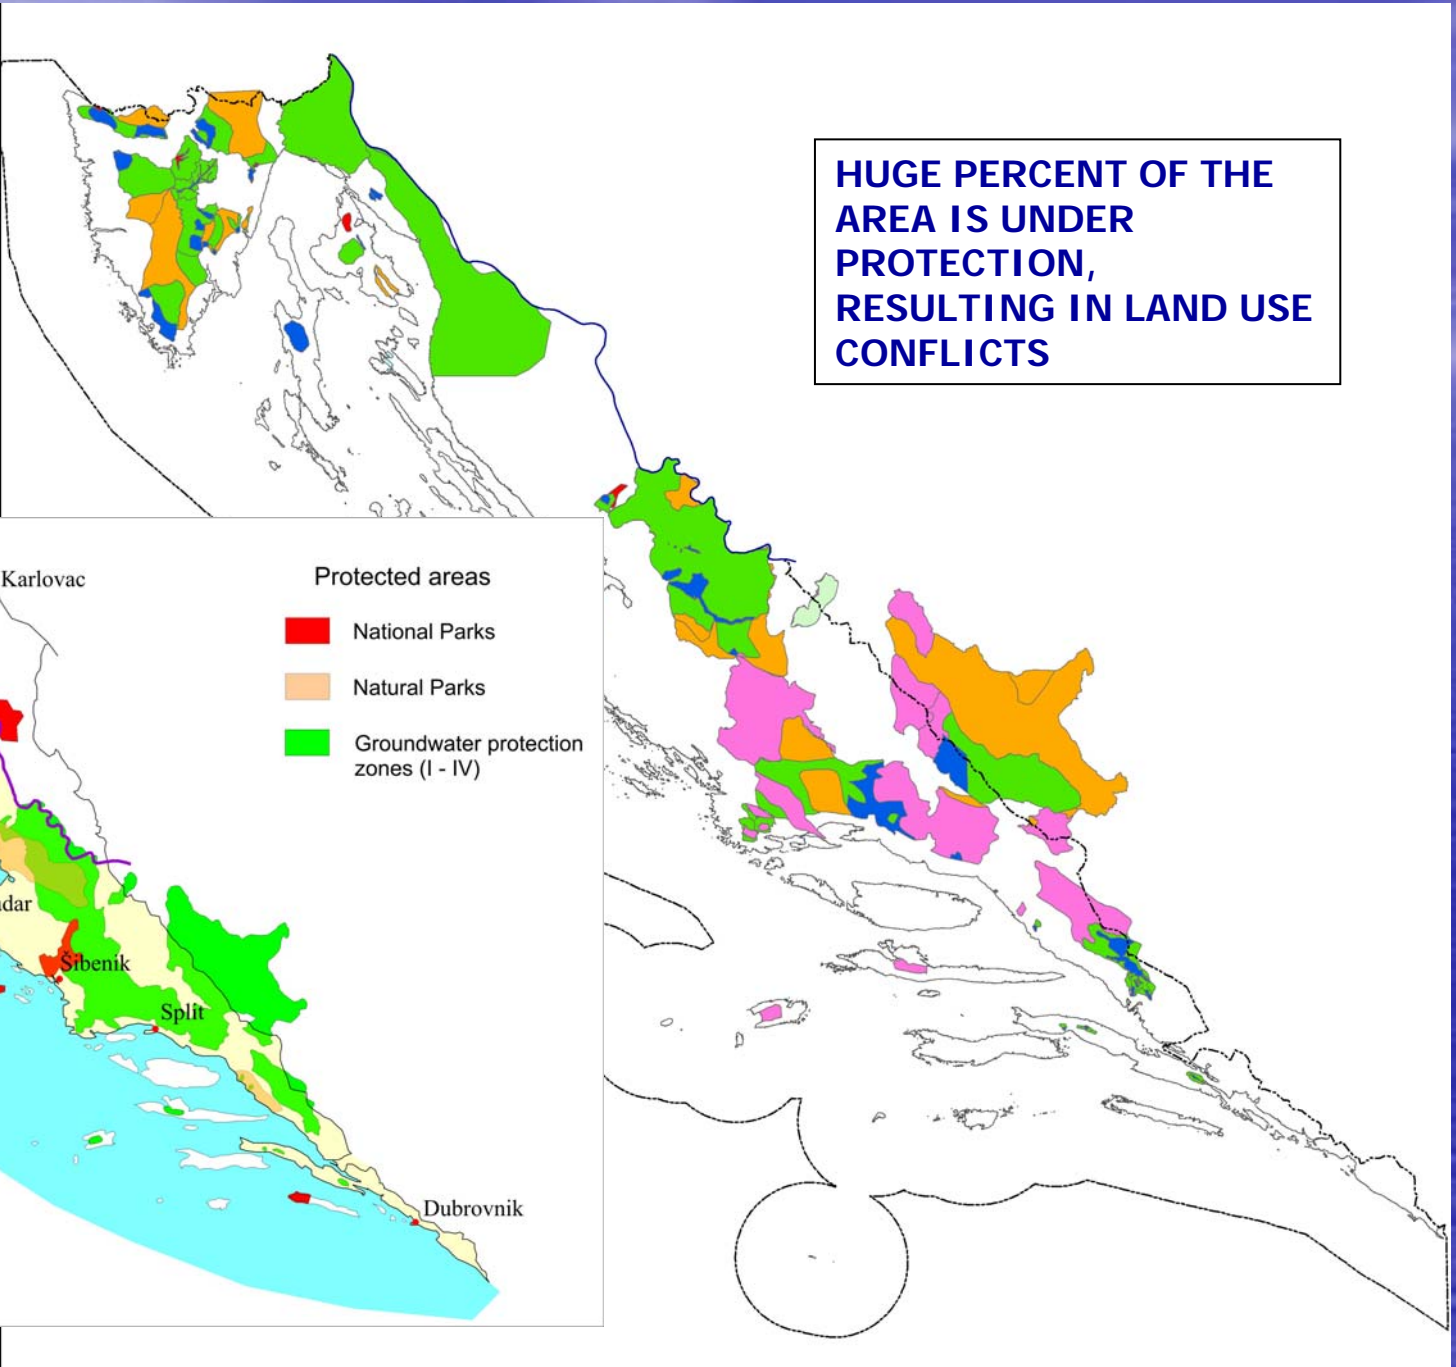 HUGE PERCENT OF THE
AREA IS UNDER
PROTECTION,
RESULTING IN LAND USE
CONFLICTS
Karlovac
Protected areas
National Parks
Natural Parks
Groundwater protection
zones (I - IV)
dar
Šibenik
Split
Dubrovnik